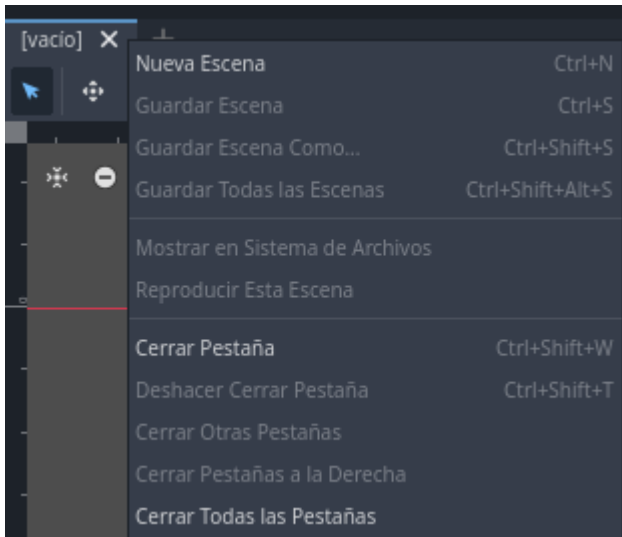 [vacío]
Nueva Escena Ctrl+N
Guardar Escena Ctrl+S
Guardar Escena Como... Ctrl+Shift+S
Guardar Todas las Escenas Ctrl+Shift+Alt+S
Mostrar en Sistema de Archivos
Reproducir Esta Escena
Cerrar Pestaña Ctrl+Shift+W
Deshacer Cerrar Pestaña Ctrl+Shift+T
Cerrar Otras Pestañas
Cerrar Pestañas a la Derecha
Cerrar Todas las Pestañas